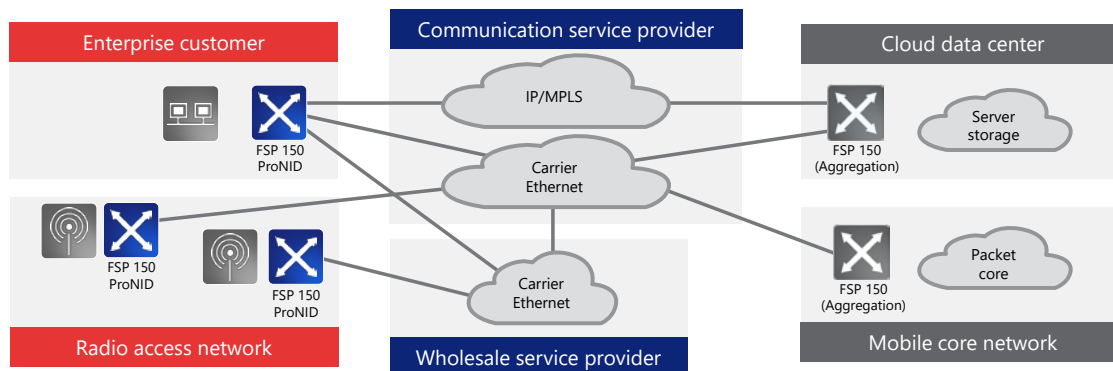 Enterprise customer
FSP 150
ProNID
Communication service provider
IP/MPLS
Carrier
Ethernet
Cloud data center
FSP 150
(Aggregation)
Server
storage
FSP 150
ProNID
FSP 150
ProNID
Radio access network
Carrier
Ethernet
Wholesale service provider
FSP 150
(Aggregation)
Packet
core
Mobile core network